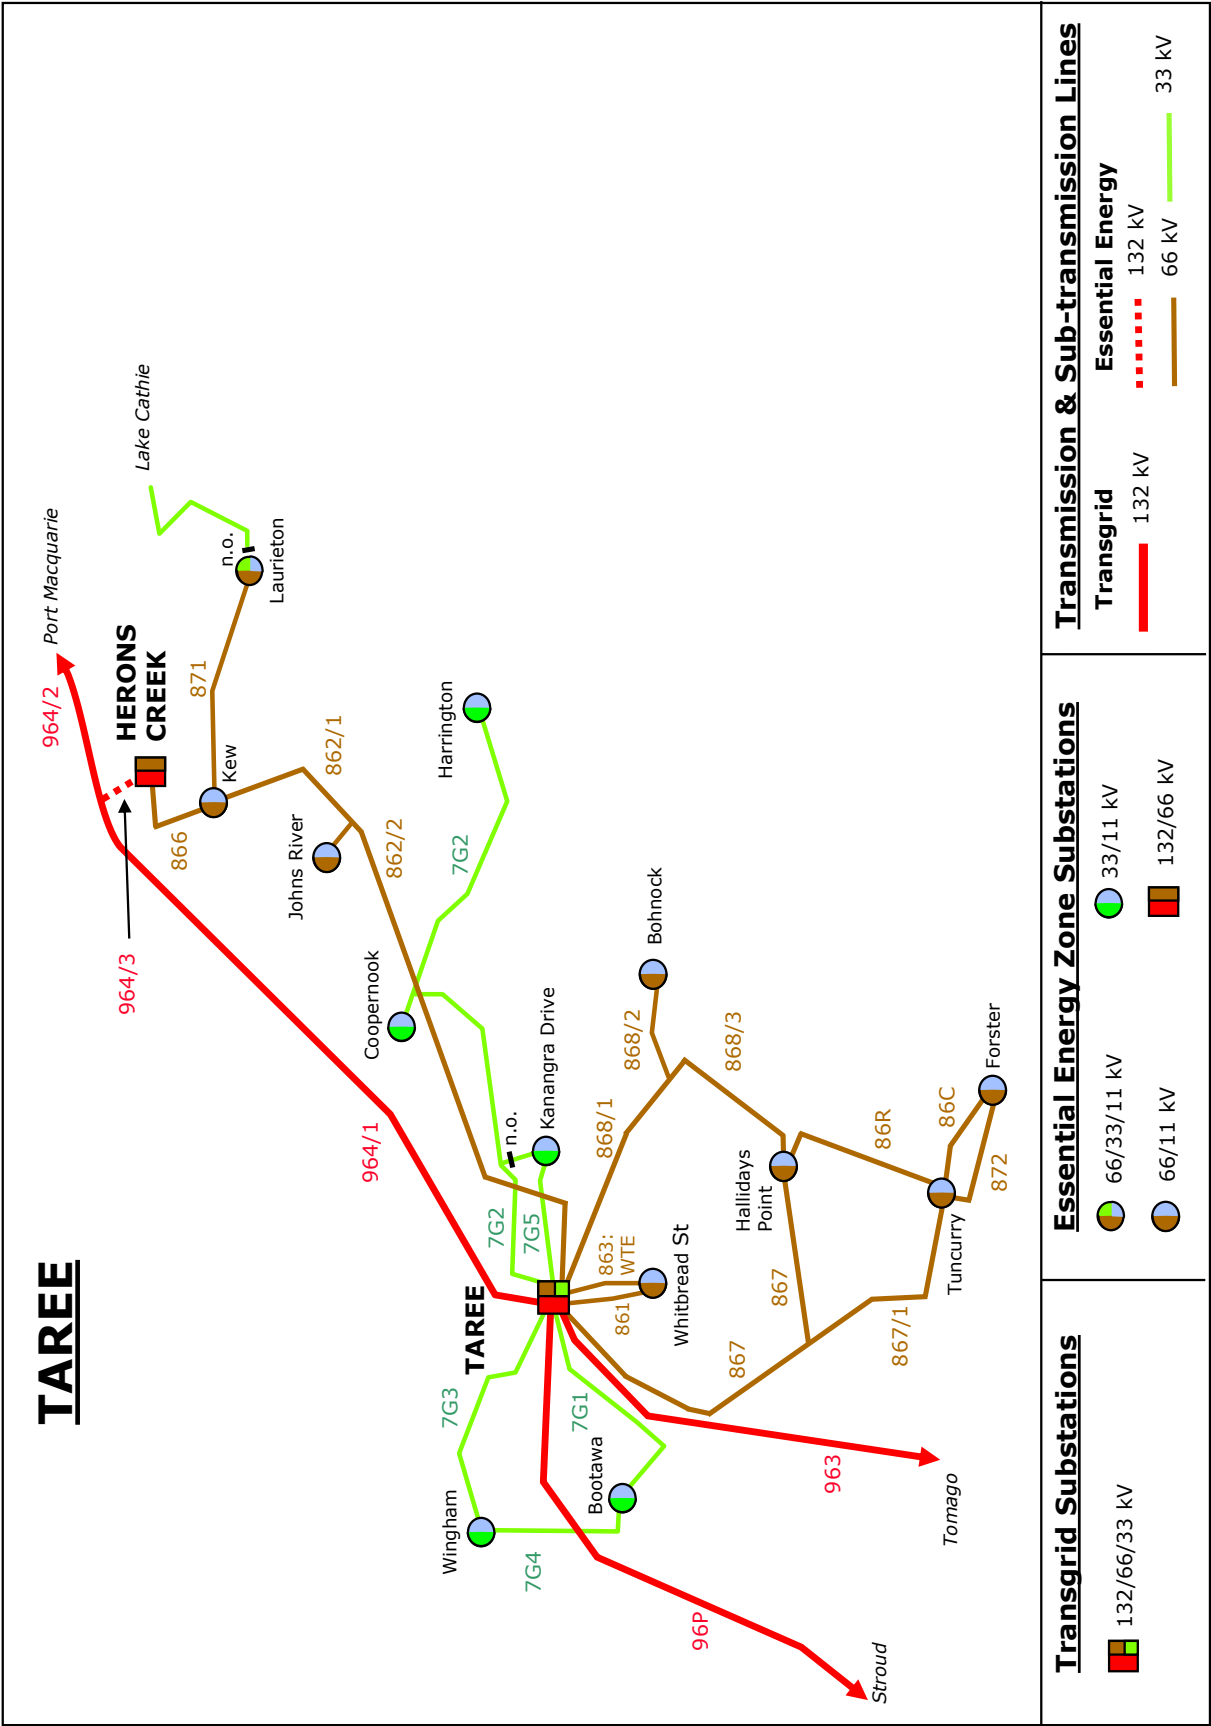 TAREE
Port Macquarie
964/2
Lake Cathie
HERONS
CREEK
n.o.
Laurieton
871
Kew
866
862/1
964/3
Johns River
862/2
Harrington
7G2
Coopernook
964/1
Kanangra Drive
n.o.
7G2
7G5
Bohnock
868/2
868/3
868/1
TAREE
863:
WTE
861
Whitbread St
Hallidays
Point
86R
86C
Forster
872
Tuncurry
867
867
867/1
7G3
7G1
Wingham
Bootawa
7G4
963
Tomago
96P
Stroud
Transgrid Substations
132/66/33 kV
Essential Energy Zone Substations
66/33/11 kV
33/11 kV
66/11 kV
132/66 kV
Transmission & Sub-transmission Lines
Transgrid
Essential Energy
132 kV
132 kV
66 kV
33 kV